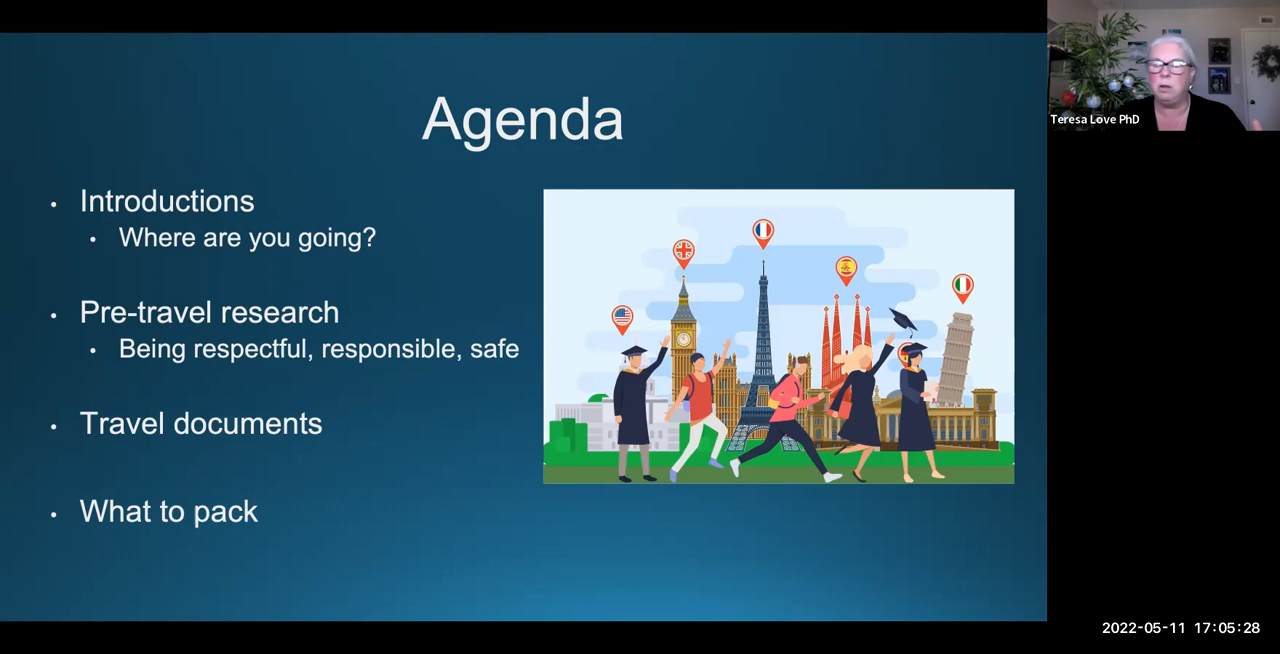 Agenda
Introductions
Where are you going?
Pre-travel research
Being respectful, responsible, safe
Travel documents
What to pack
Teresa Love PhD
2022-05-11 17:05:28